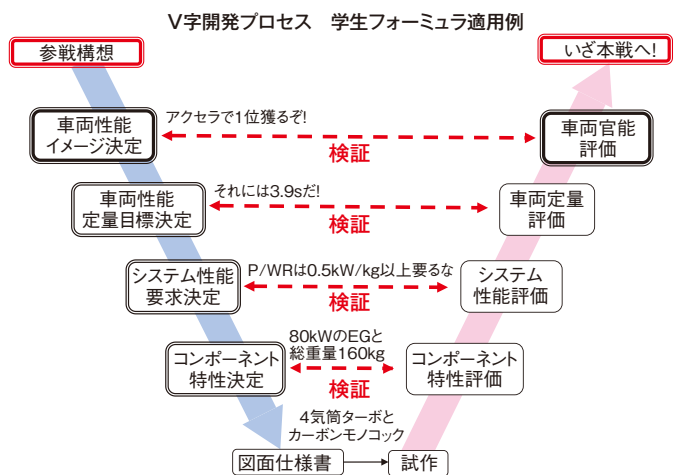 V字開発プロセス 学生フォーミュラ適用例
参戦構想
いざ本戦へ!
車両性能
イメージ決定
アクセラで1位獲るぞ!
検証
車両官能
評価
車両性能
定量目標決定
それには3.9sだ!
検証
車両定量
評価
システム性能
要求決定
P/WRは0.5kW/kg以上要るな
検証
システム
性能評価
コンポーネント
特性決定
80kWのEGと
総重量160kg
検証
コンポーネント
特性評価
4気筒ターボと
カーボンモノコック
図面仕様書
試作